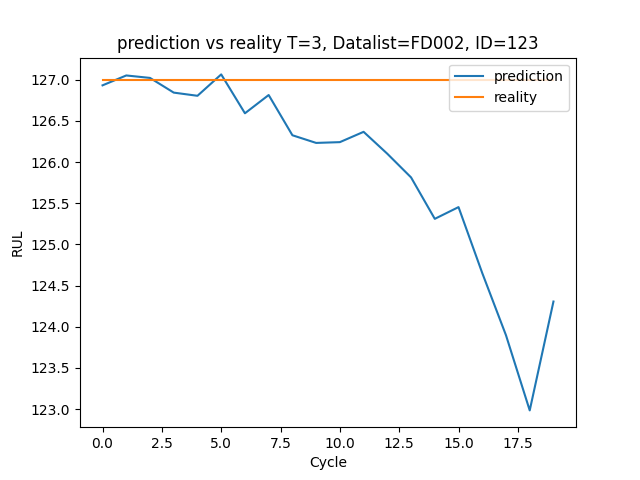 prediction vs reality T=3, Datalist=FD002, ID=123
prediction
reality
127.0
126.5
126.0
125.5
125.0
124.5
124.0
123.5
123.0
RUL
0.0 2.5 5.0 7.5 10.0 12.5 15.0 17.5
Cycle